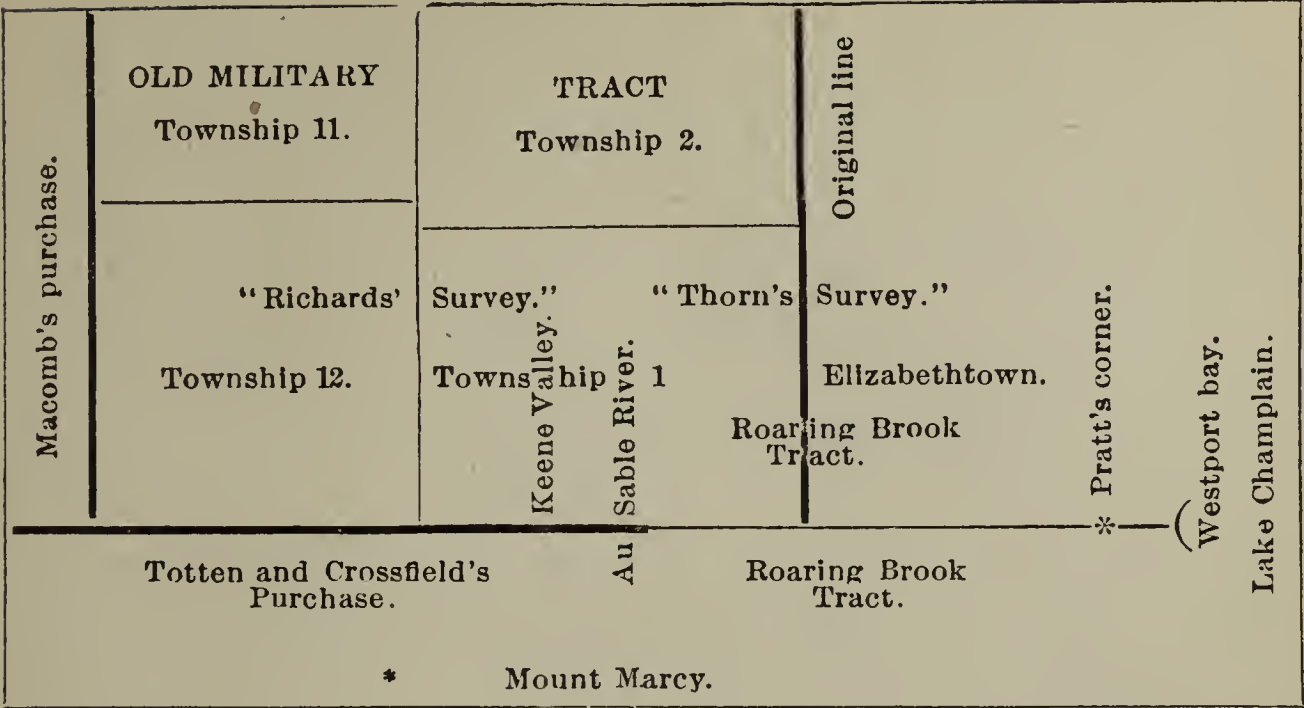 OLD MILITARY
Township 11.
TRACT
Township 2.
Original line
Macomb's purchase.
"Richards' Survey."
"Thorn's Survey."
Township 12.
Township 1
Keene Valley.
Au Sable River.
Elizabethtown.
Roaring Brook
Tract.
* Pratt's corner.
Westport bay.
Lake Champlain.
Totten and Crossfield's
Purchase.
Roaring Brook
Tract.
* Mount Marcy.